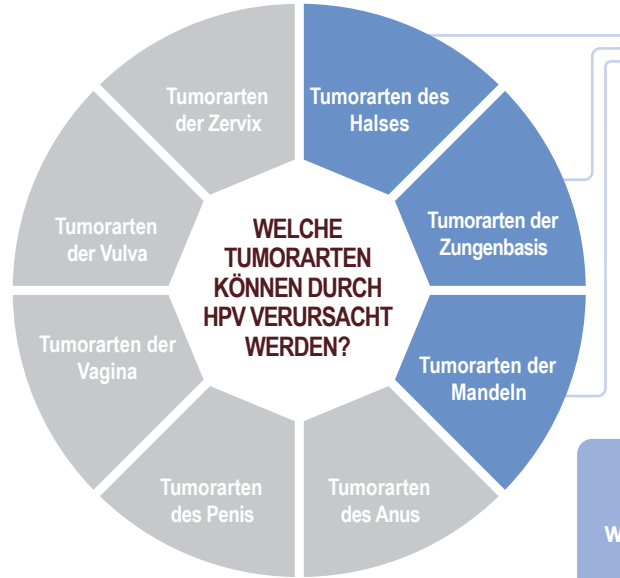 WELCHE
TUMORARTEN
KÖNNEN DURCH
HPV VERURSACHT
WERDEN?
Tumorarten des
Halses
Tumorarten der
Zungenbasis
Tumorarten der
Mandeln
Tumorarten
des Anus
Tumorarten
des Penis
Tumorarten der
Vagina
Tumorarten
der Vulva
Tumorarten
der Zervix